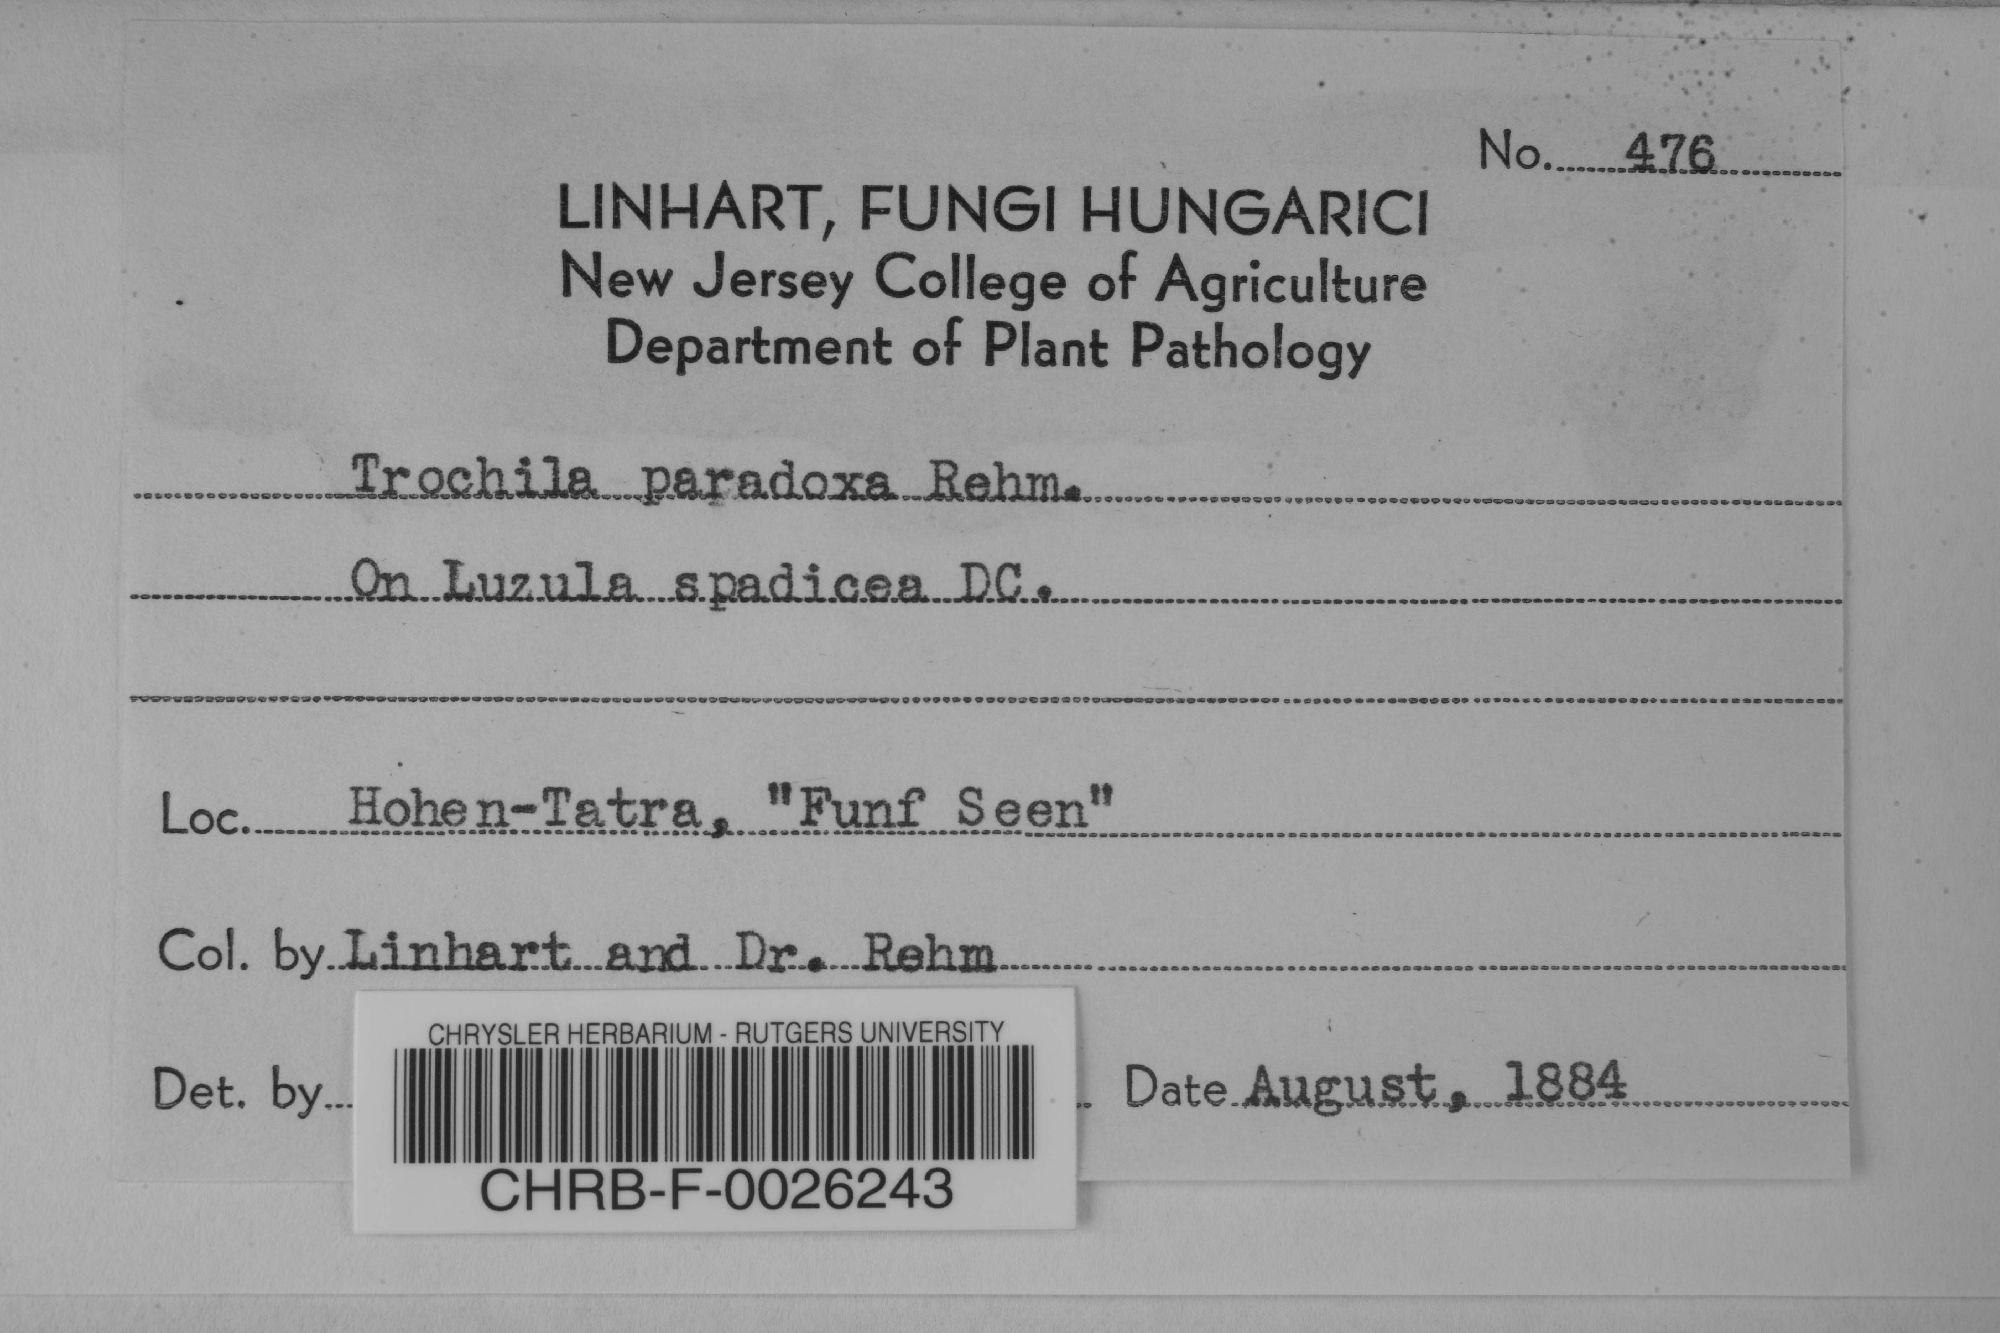 No. 476
LINHART, FUNGI HUNGARICI
New Jersey College of Agriculture
Department of Plant Pathology
Trochila paradoxa Rehm.
On Luzula spadicea DC.
Loc. Hohen-Tatra, "Funf Seen"
Col. by Linhart and Dr. Rehm
CHRYSLER HERBARIUM - RUTGERS UNIVERSITY
Det. by Date August, 1884
CHRB-F-0026243